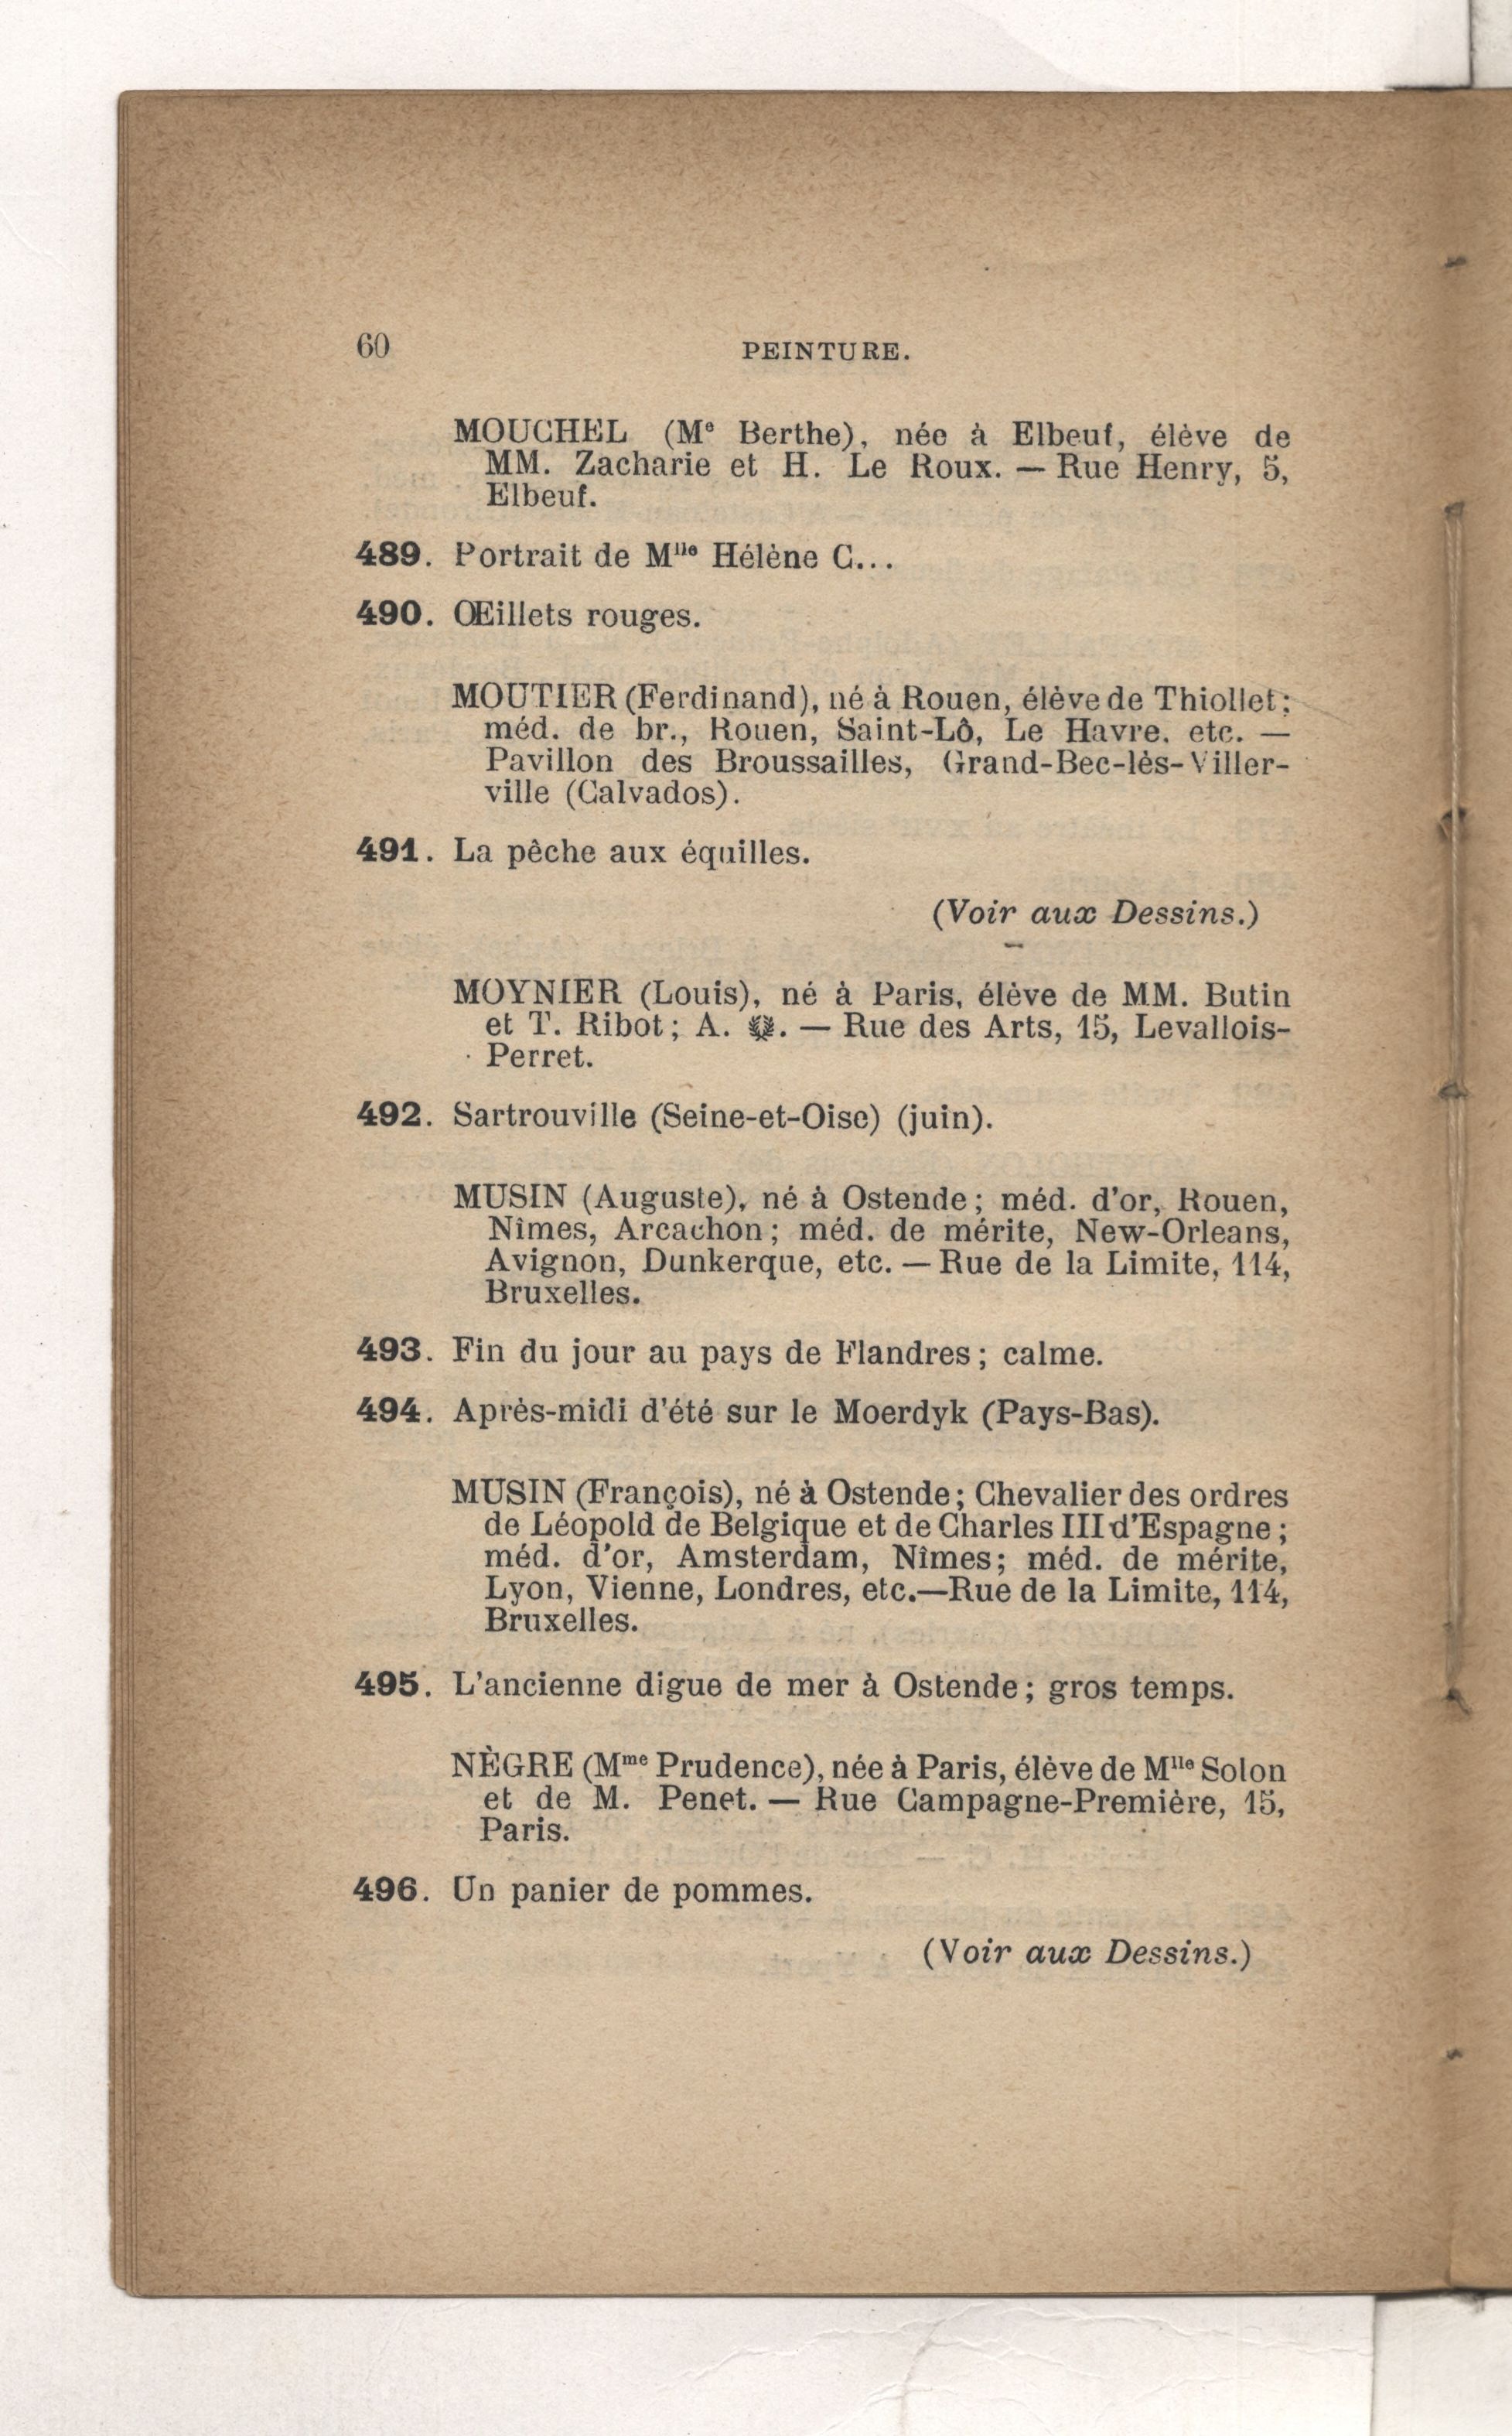 60
PEINTURE.
MOUCHEL (Mᵉ Berthe), née à Elbeuf, élève de
MM. Zacharie et H. Le Roux. — Rue Henry, 5,
Elbeuf.
489. Portrait de Mˡˡᵉ Hélène C...
490. Œillets rouges.
MOUTIER (Ferdinand), né à Rouen, élève de Thiollet;
méd. de br., Rouen, Saint-Lô, Le Havre. etc. —
Pavillon des Broussailles, Grand-Bec-lès-Viller-
ville (Calvados).
491. La pêche aux équilles.
(Voir aux Dessins.)
MOYNIER (Louis), né à Paris, élève de MM. Butin
et T. Ribot; A. . — Rue des Arts, 15, Levallois-
Perret.
492. Sartrouville (Seine-et-Oise) (juin).
MUSIN (Auguste), né à Ostende; méd. d'or, Rouen,
Nîmes, Arcachon; méd. de mérite, New-Orleans,
Avignon, Dunkerque, etc. — Rue de la Limite, 114,
Bruxelles.
493. Fin du jour au pays de Flandres; calme.
494. Après-midi d'été sur le Moerdyk (Pays-Bas).
MUSIN (François), né à Ostende; Chevalier des ordres
de Léopold de Belgique et de Charles III d'Espagne;
méd. d'or, Amsterdam, Nîmes; méd. de mérite,
Lyon, Vienne, Londres, etc.—Rue de la Limite, 114,
Bruxelles.
495. L'ancienne digue de mer à Ostende; gros temps.
NÈGRE (Mᵐᵉ Prudence), née à Paris, élève de Mˡˡᵉ Solon
et de M. Penet. — Rue Campagne-Première, 15,
Paris.
496. Un panier de pommes.
(Voir aux Dessins.)